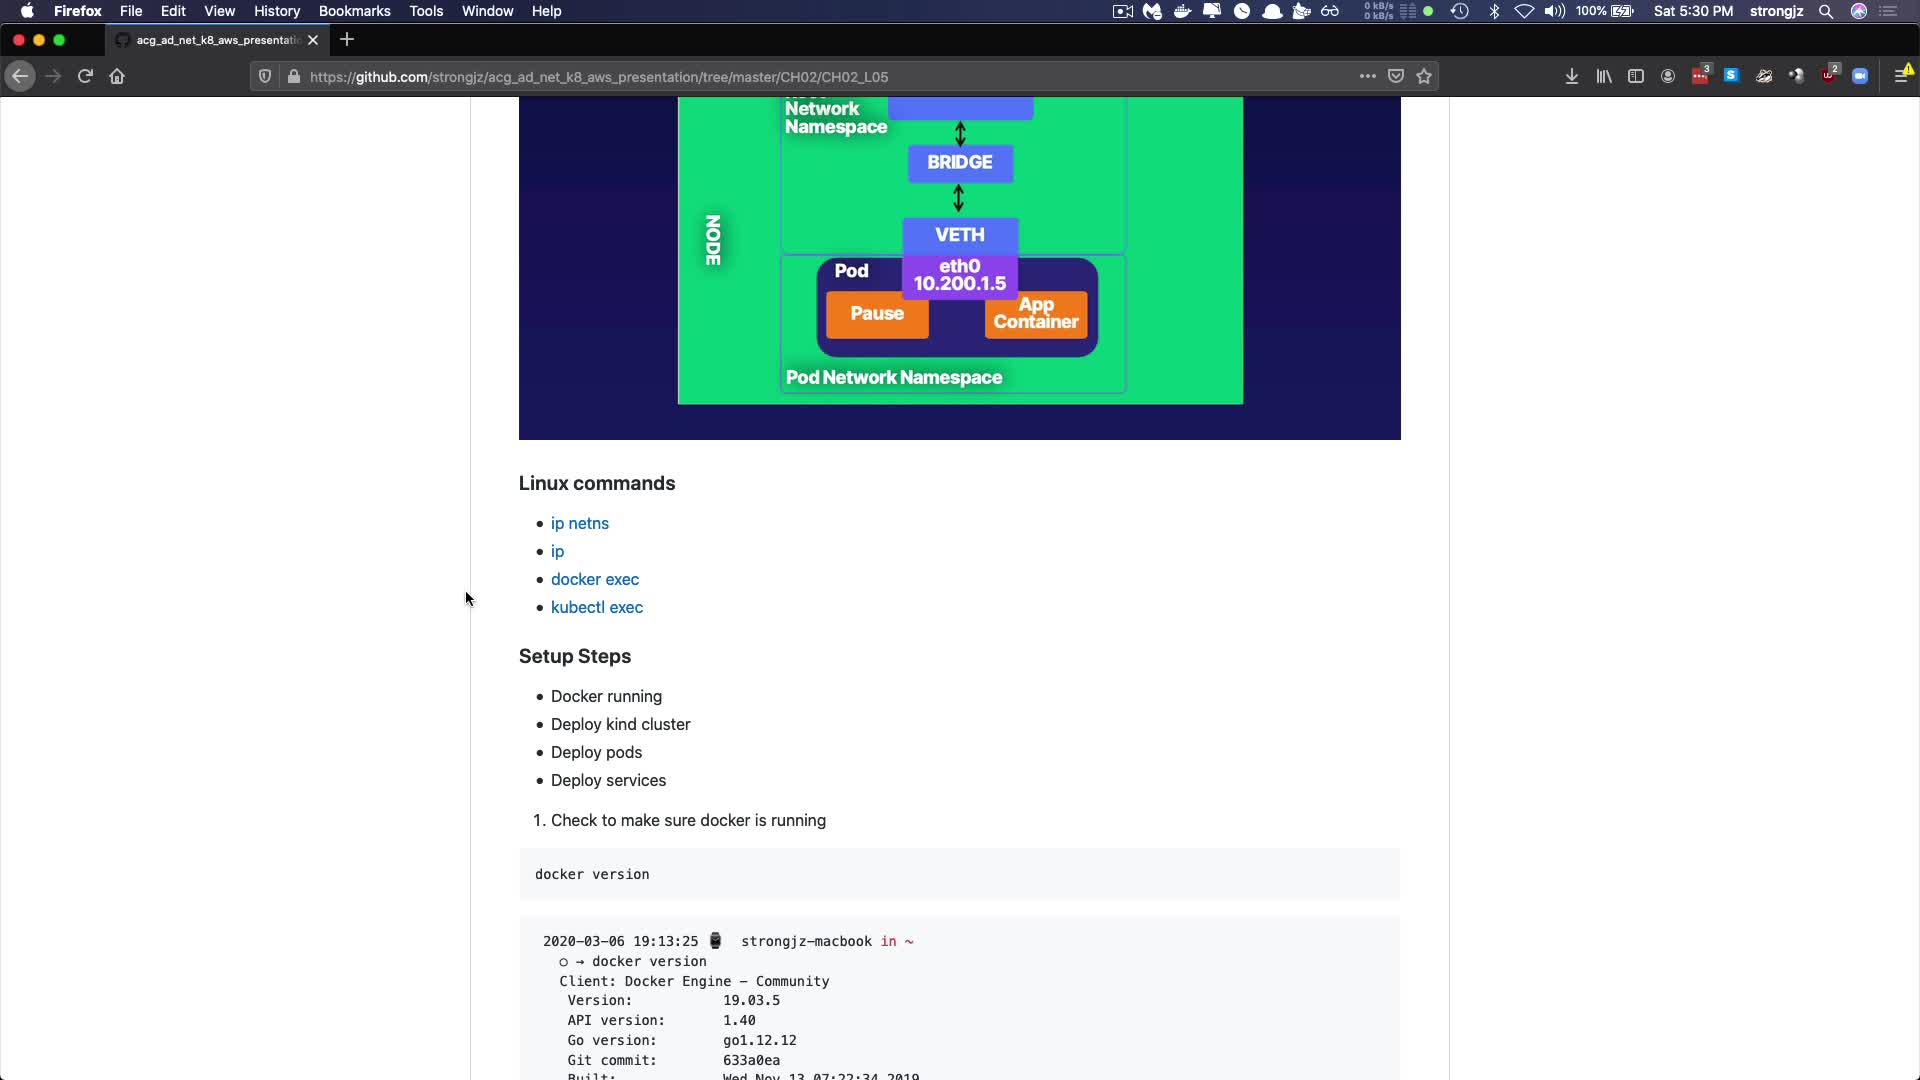 Firefox File Edit View History Bookmarks Tools Window Help 0 kB/s 0 kB/s 100% Sat 5:30 PM strongjz
acg_ad_net_k8_aws_presentatio
https://github.com/strongjz/acg_ad_net_k8_aws_presentation/tree/master/CH02/CH02_L05 3 S 2
Network
Namespace
BRIDGE
NODE
VETH
Pod
eth0
10.200.1.5
Pause
App
Container
Pod Network Namespace
Linux commands
• ip netns
• ip
• docker exec
• kubectl exec
Setup Steps
• Docker running
• Deploy kind cluster
• Deploy pods
• Deploy services
1. Check to make sure docker is running
docker version
2020-03-06 19:13:25 ⌚ strongjz-macbook in ~
○ → docker version
Client: Docker Engine - Community
Version: 19.03.5
API version: 1.40
Go version: go1.12.12
Git commit: 633a0ea
Built: Wed Nov 13 07:22:34 2019